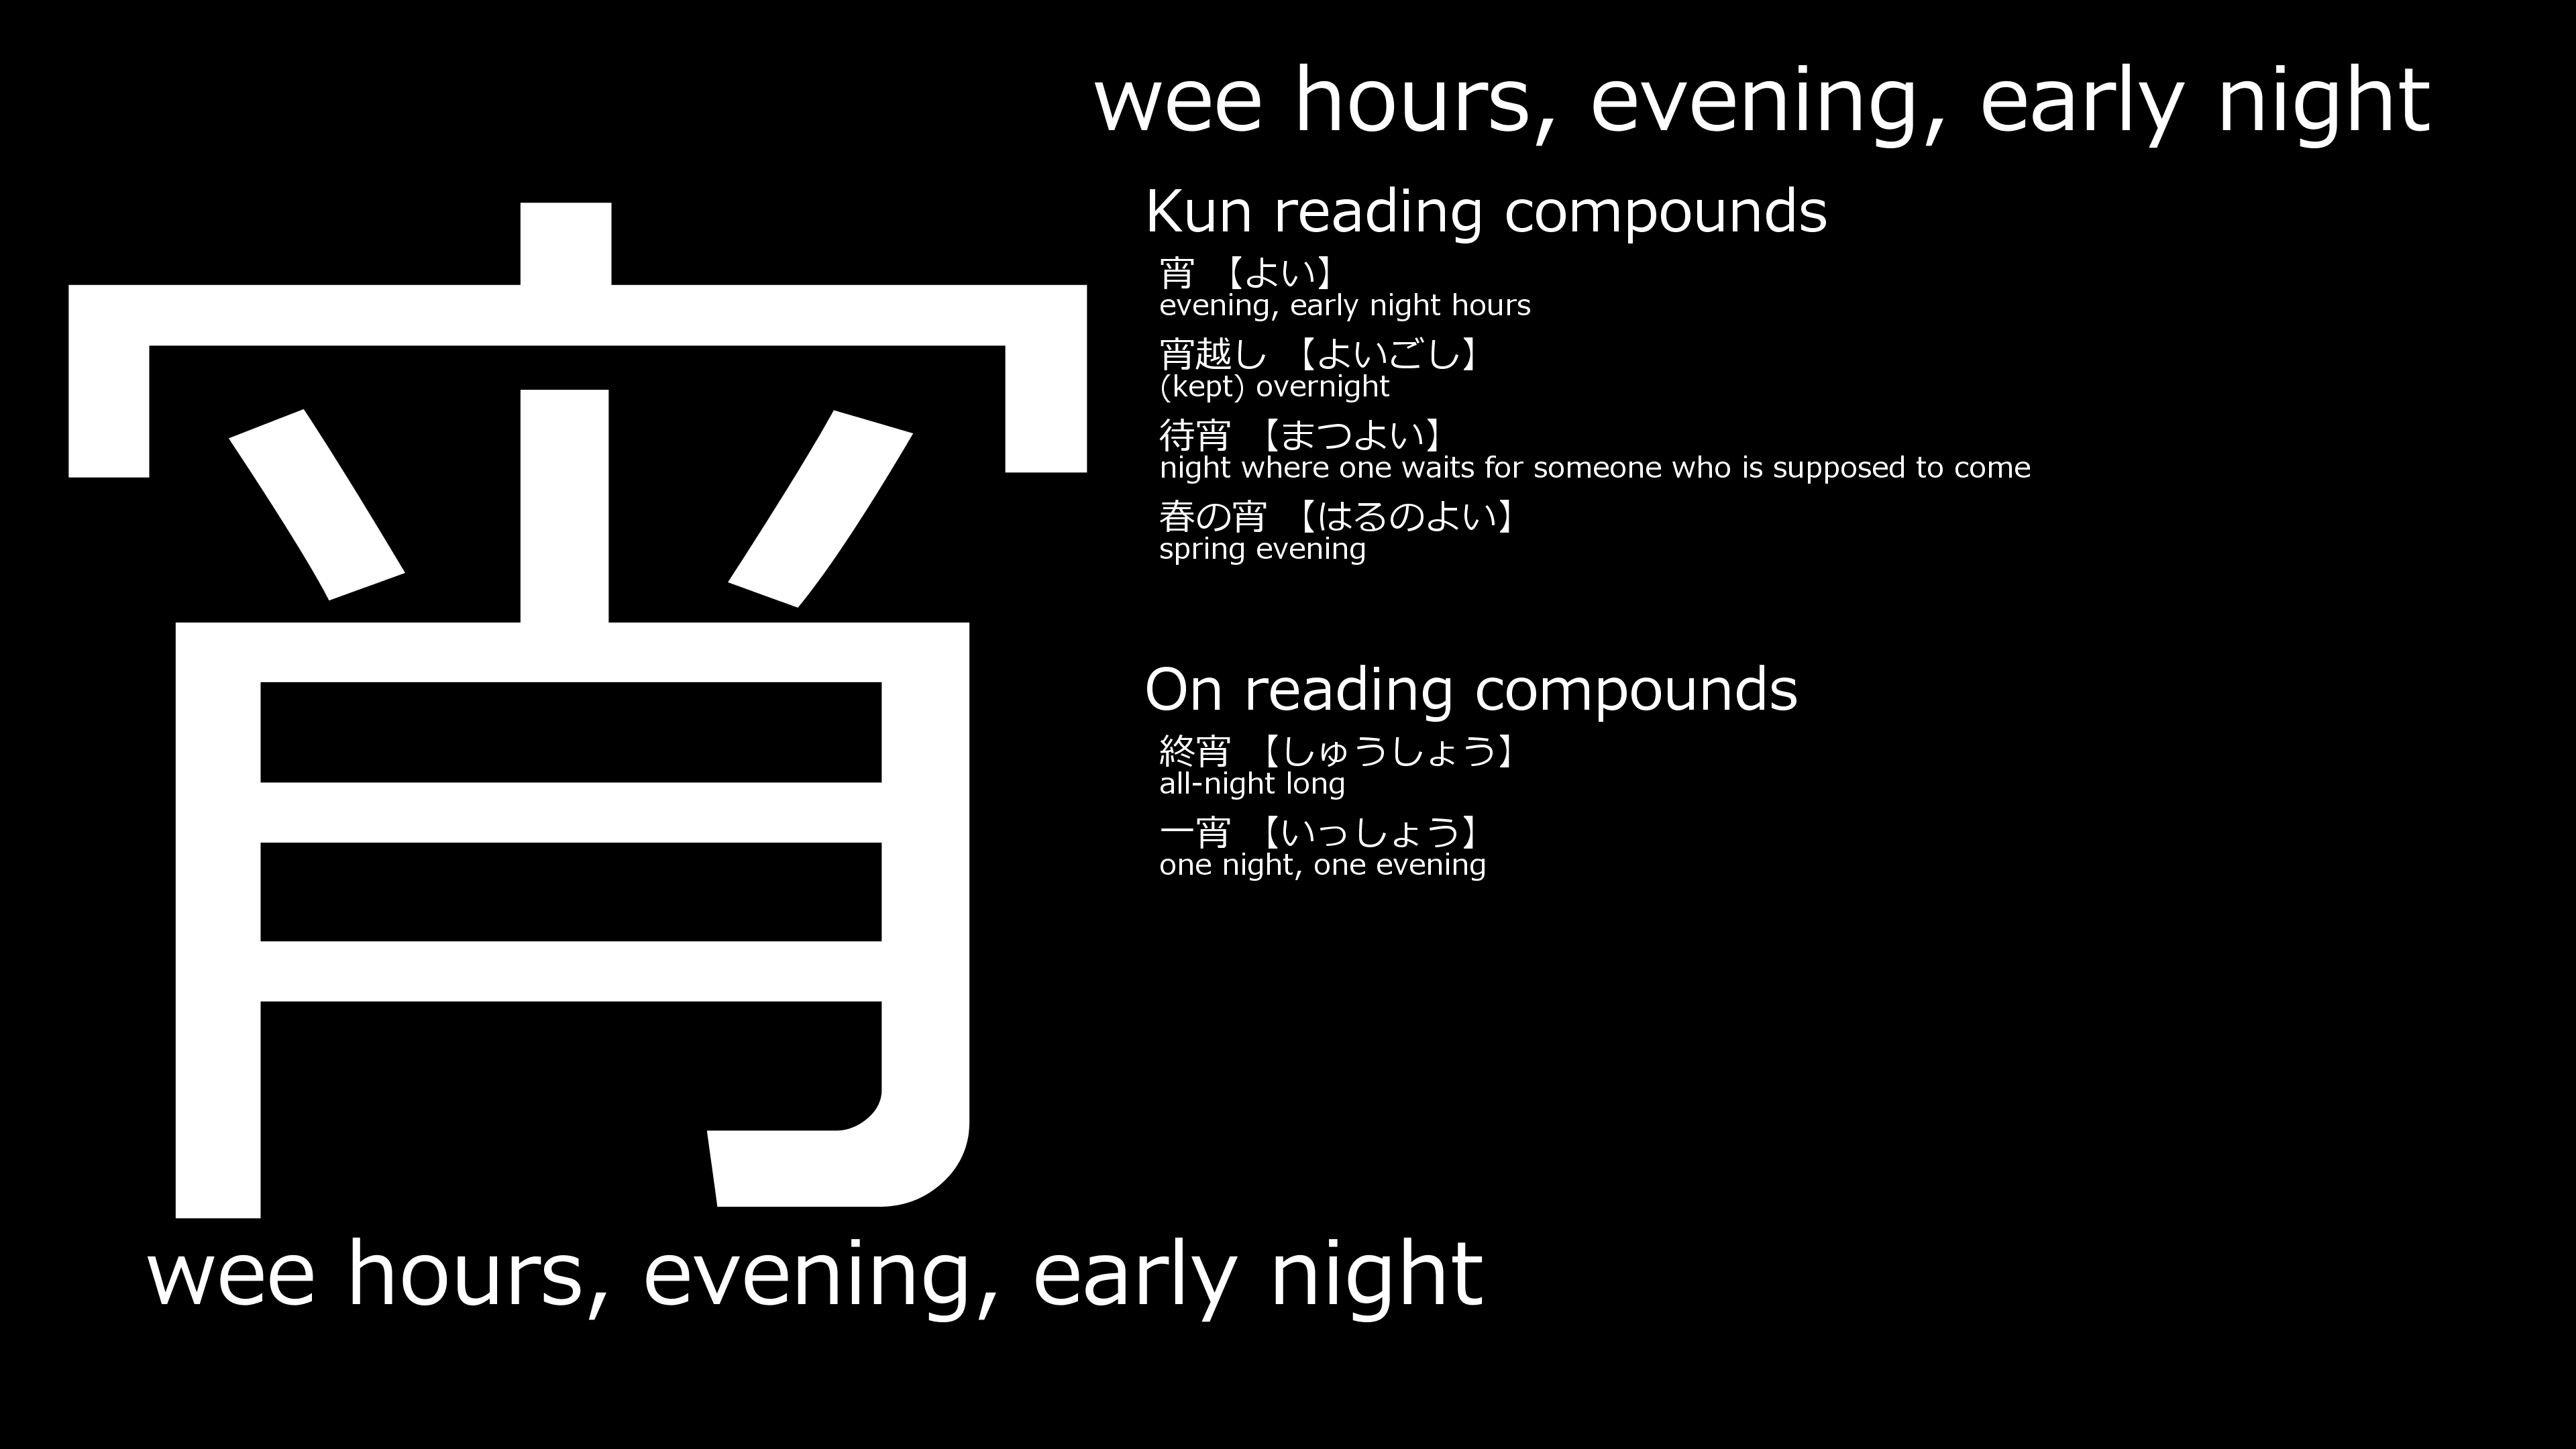 宵
wee hours, evening, early night
Kun reading compounds
宵 【よい】
evening, early night hours
宵越し 【よいごし】
(kept) overnight
待宵 【まつよい】
night where one waits for someone who is supposed to come
春の宵 【はるのよい】
spring evening
On reading compounds
終宵 【しゅうしょう】
all-night long
一宵 【いっしょう】
one night, one evening
wee hours, evening, early night